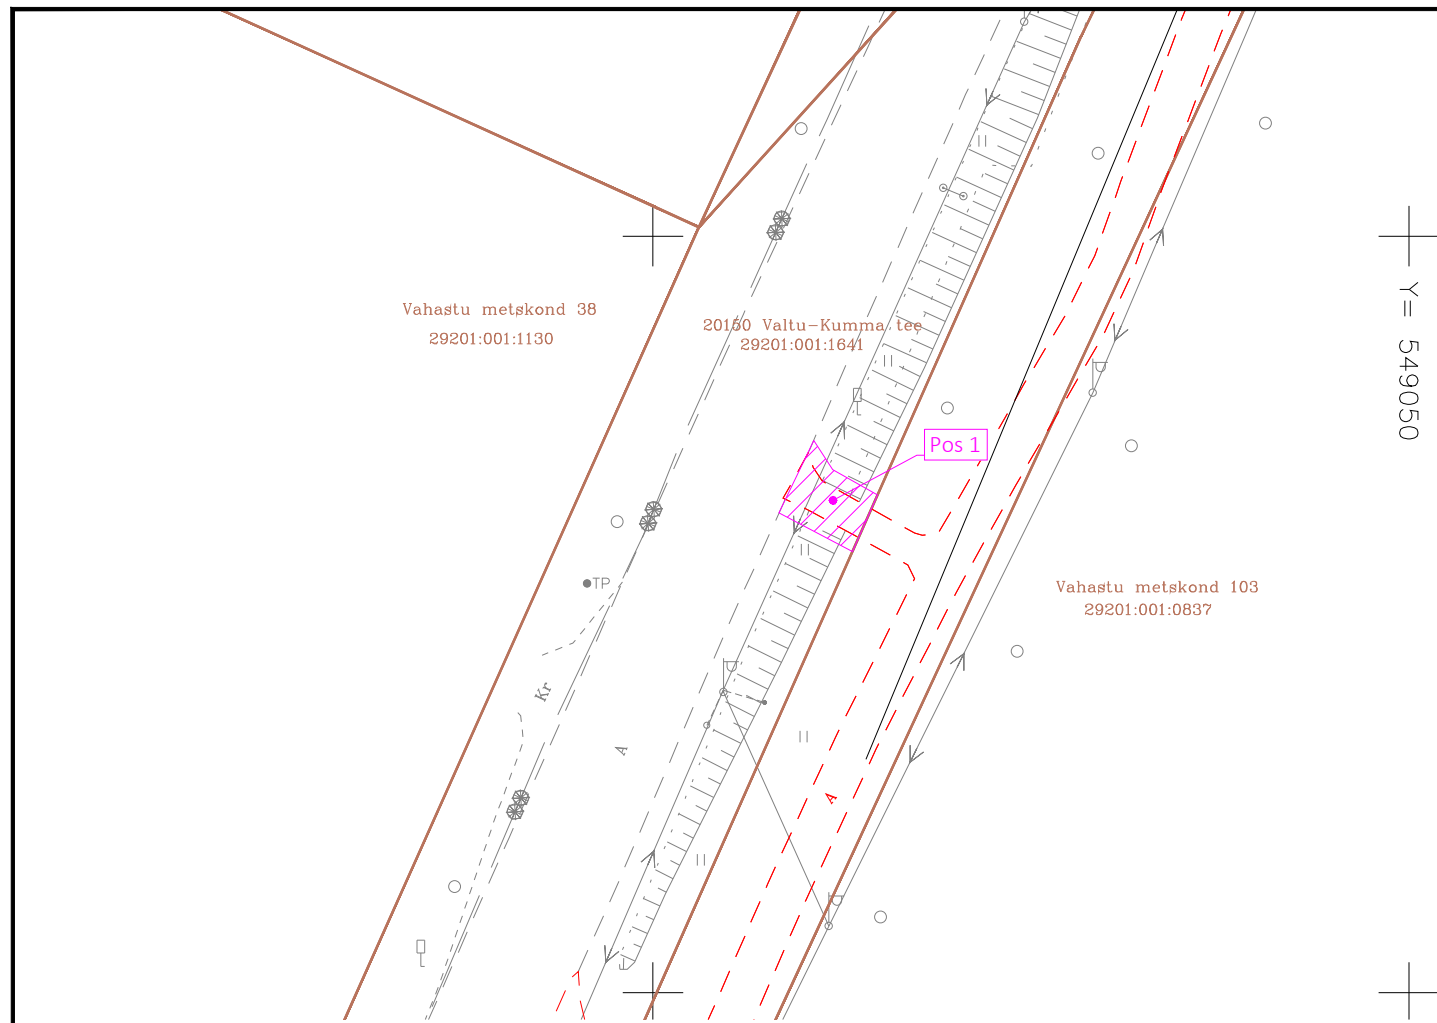 Vahastu metskond 38
29201:001:1130
20150 Valtu-Kumma tee
29201:001:1641
Y= 549050
Pos 1
TP
Vahastu metskond 103
29201:001:0837
Kr
A
A